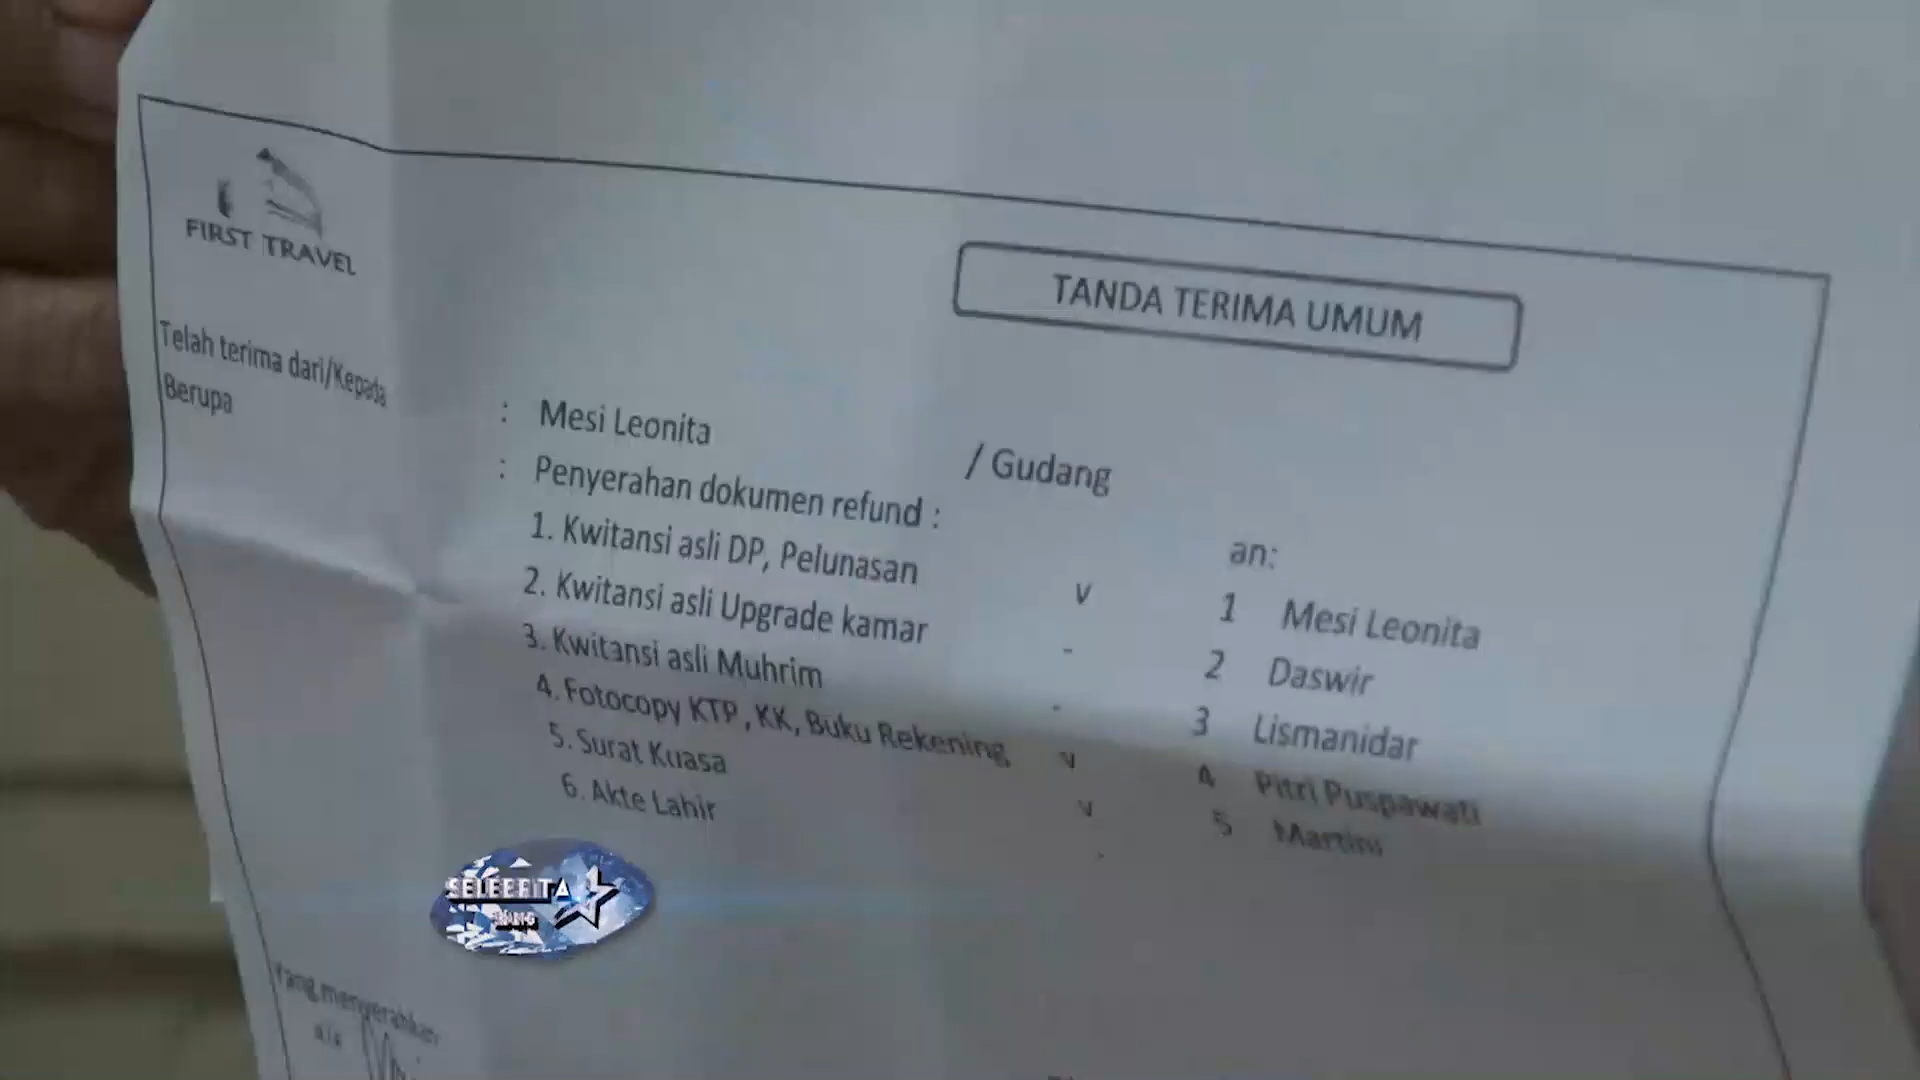 FIRST TRAVEL
TANDA TERIMA UMUM
Telah terima dari/Kepada : Mesi Leonita / Gudang
Berupa : Penyerahan dokumen refund : an:
1. Kwitansi asli DP, Pelunasan v 1 Mesi Leonita
2. Kwitansi asli Upgrade kamar - 2 Daswir
3. Kwitansi asli Muhrim - 3 Lismanidar
4. Fotocopy KTP, KK, Buku Rekening v 4 Pitri Puspawati
5. Surat Kuasa v 5 Martini
6. Akte Lahir -
SELEBRITA
SIANG
Yang menyerahkan